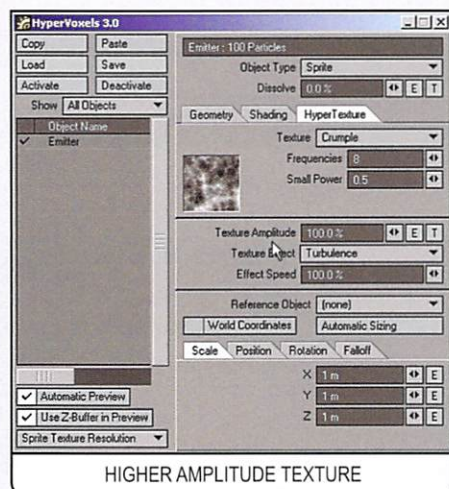 HyperVoxels 3.0
Copy Paste
Load Save
Activate Deactivate
Show All Objects
Object Name
Emitter
Automatic Preview
Use Z-Buffer in Preview
Sprite Texture Resolution
Emitter : 100 Particles
Object Type Sprite
Dissolve 0.0 % E T
Geometry Shading HyperTexture
Texture Crumple
Frequencies 8
Small Power 0.5
Texture Amplitude 100.0 % E T
Texture Effect Turbulence
Effect Speed 100.0 %
Reference Object (none)
World Coordinates Automatic Sizing
Scale Position Rotation Falloff
X 1 m E
Y 1 m E
Z 1 m E
HIGHER AMPLITUDE TEXTURE